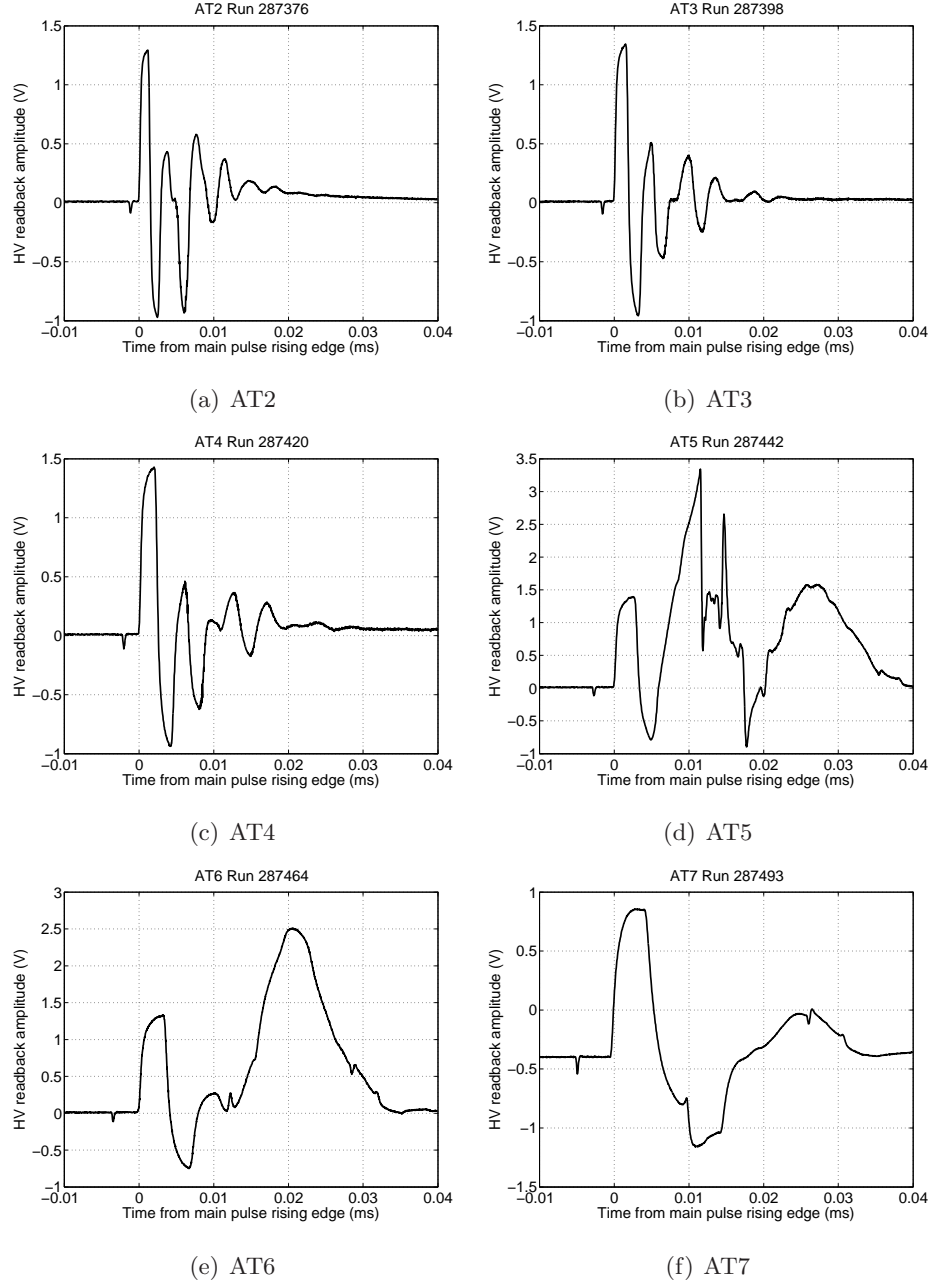 AT2 Run 287376
1.5
1
0.5
0
−0.5
−1
−0.01 0 0.01 0.02 0.03 0.04
HV readback amplitude (V)
Time from main pulse rising edge (ms)
(a) AT2
AT3 Run 287398
1.5
1
0.5
0
−0.5
−1
−0.01 0 0.01 0.02 0.03 0.04
HV readback amplitude (V)
Time from main pulse rising edge (ms)
(b) AT3
AT4 Run 287420
1.5
1
0.5
0
−0.5
−1
−0.01 0 0.01 0.02 0.03 0.04
HV readback amplitude (V)
Time from main pulse rising edge (ms)
(c) AT4
AT5 Run 287442
3.5
3
2.5
2
1.5
1
0.5
0
−0.5
−1
−0.01 0 0.01 0.02 0.03 0.04
HV readback amplitude (V)
Time from main pulse rising edge (ms)
(d) AT5
AT6 Run 287464
3
2.5
2
1.5
1
0.5
0
−0.5
−1
−0.01 0 0.01 0.02 0.03 0.04
HV readback amplitude (V)
Time from main pulse rising edge (ms)
(e) AT6
AT7 Run 287493
1
0.5
0
−0.5
−1
−1.5
−0.01 0 0.01 0.02 0.03 0.04
HV readback amplitude (V)
Time from main pulse rising edge (ms)
(f) AT7